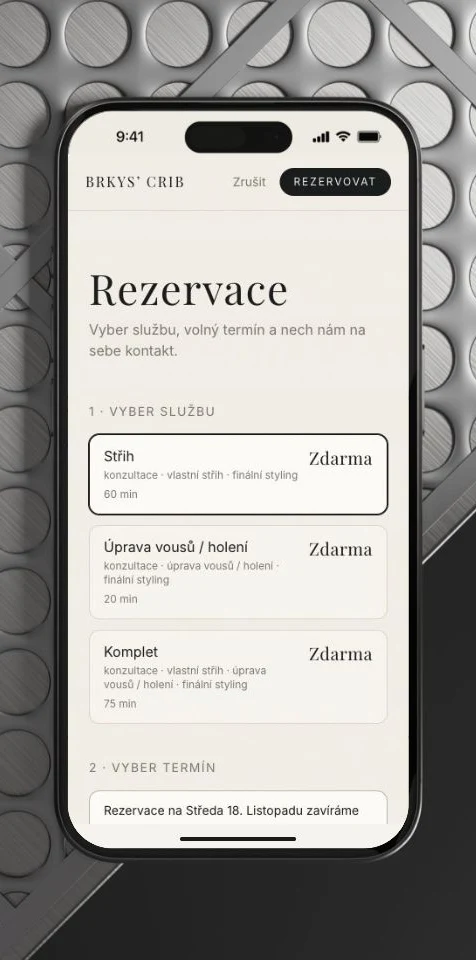 9:41
BRKYS’ CRIB
Zrušit
REZERVOVAT
Rezervace
Vyber službu, volný termín a nech nám na
sebe kontakt.
1 · VYBER SLUŽBU
Střih
Zdarma
konzultace · vlastní střih · finální styling
60 min
Úprava vousů / holení
Zdarma
konzultace · úprava vousů / holení ·
finální styling
20 min
Komplet
Zdarma
konzultace · vlastní střih · úprava
vousů / holení · finální styling
75 min
2 · VYBER TERMÍN
Rezervace na Středa 18. Listopadu zavíráme